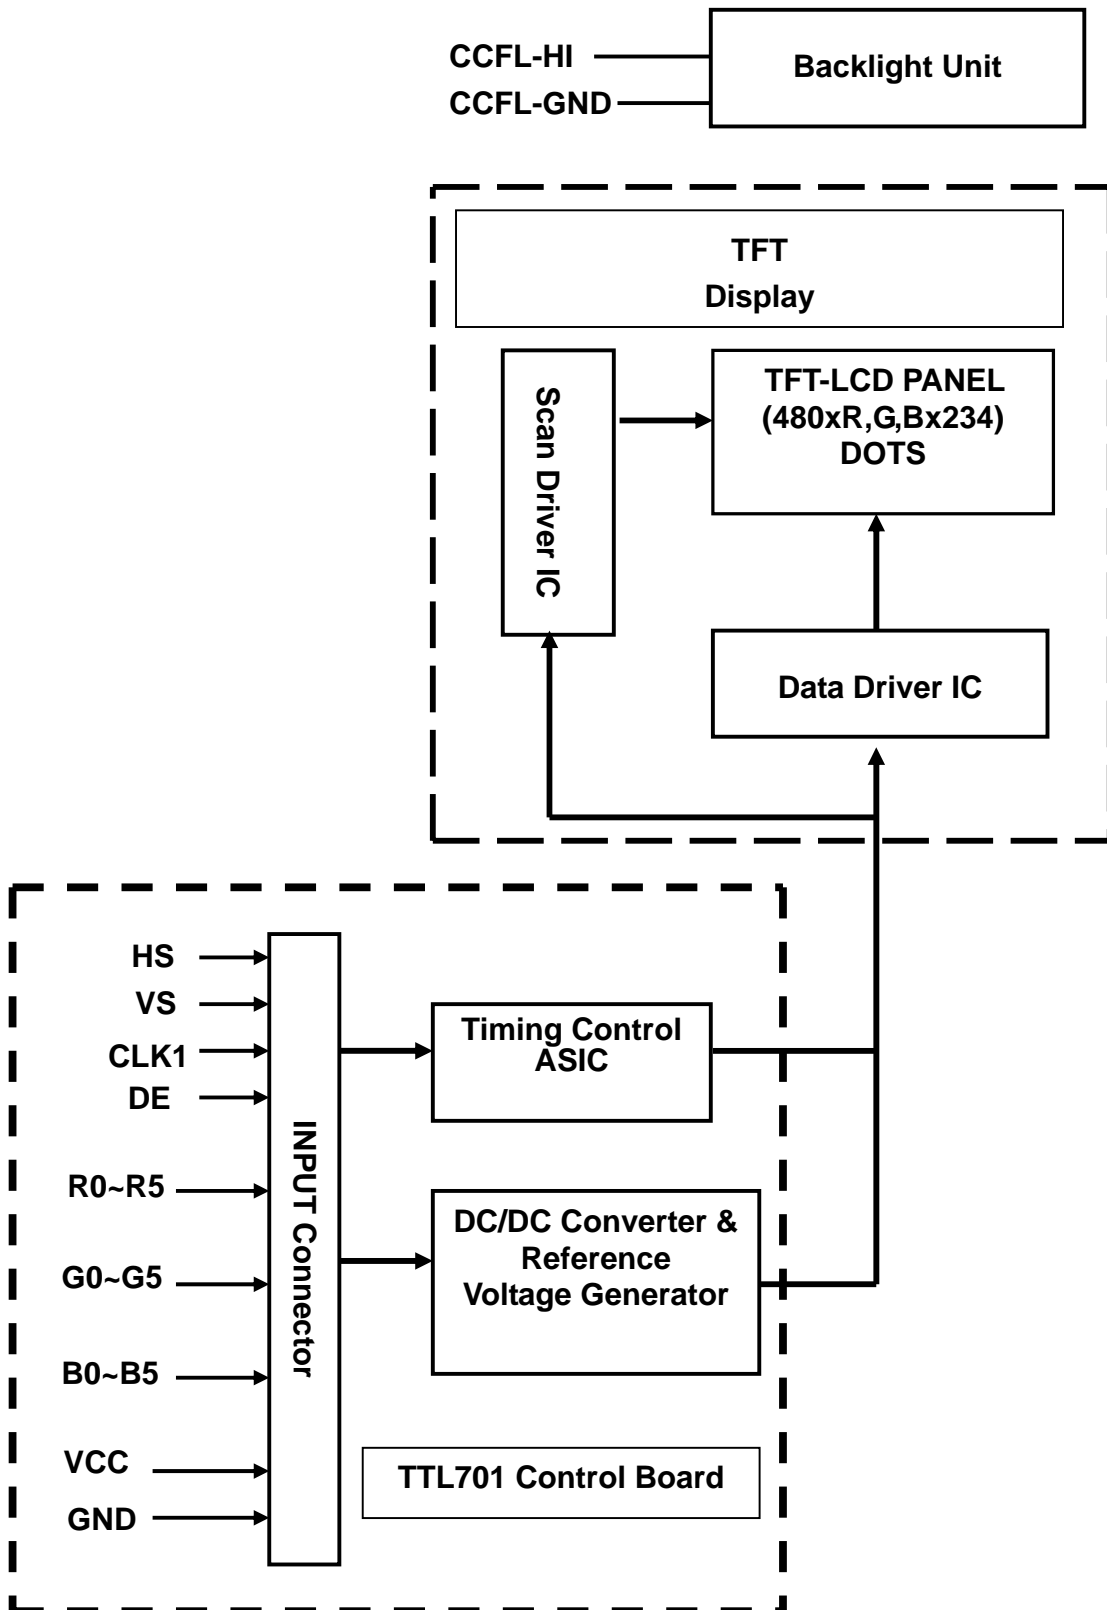 CCFL-HI
CCFL-GND
Backlight Unit
TFT
Display
Scan Driver IC
TFT-LCD PANEL
(480xR,G,Bx234)
DOTS
Data Driver IC
HS
VS
CLK1
DE
R0~R5
G0~G5
B0~B5
VCC
GND
INPUT Connector
Timing Control
ASIC
DC/DC Converter &
Reference
Voltage Generator
TTL701 Control Board